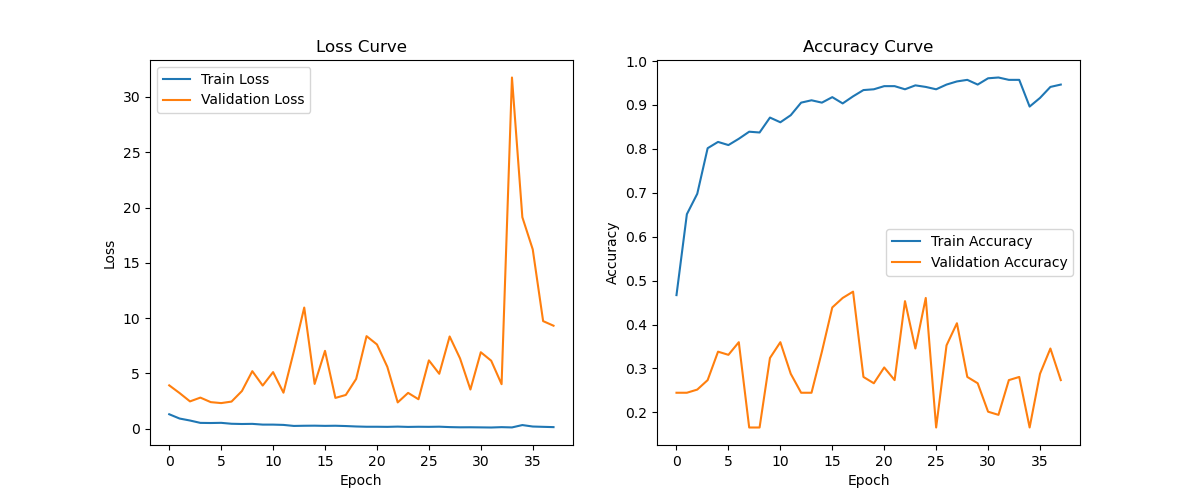 Loss Curve
Train Loss
Validation Loss
30
25
20
15
10
5
0
Loss
0 5 10 15 20 25 30 35
Epoch
Accuracy Curve
1.0
0.9
0.8
0.7
0.6
0.5
0.4
0.3
0.2
Accuracy
Train Accuracy
Validation Accuracy
0 5 10 15 20 25 30 35
Epoch